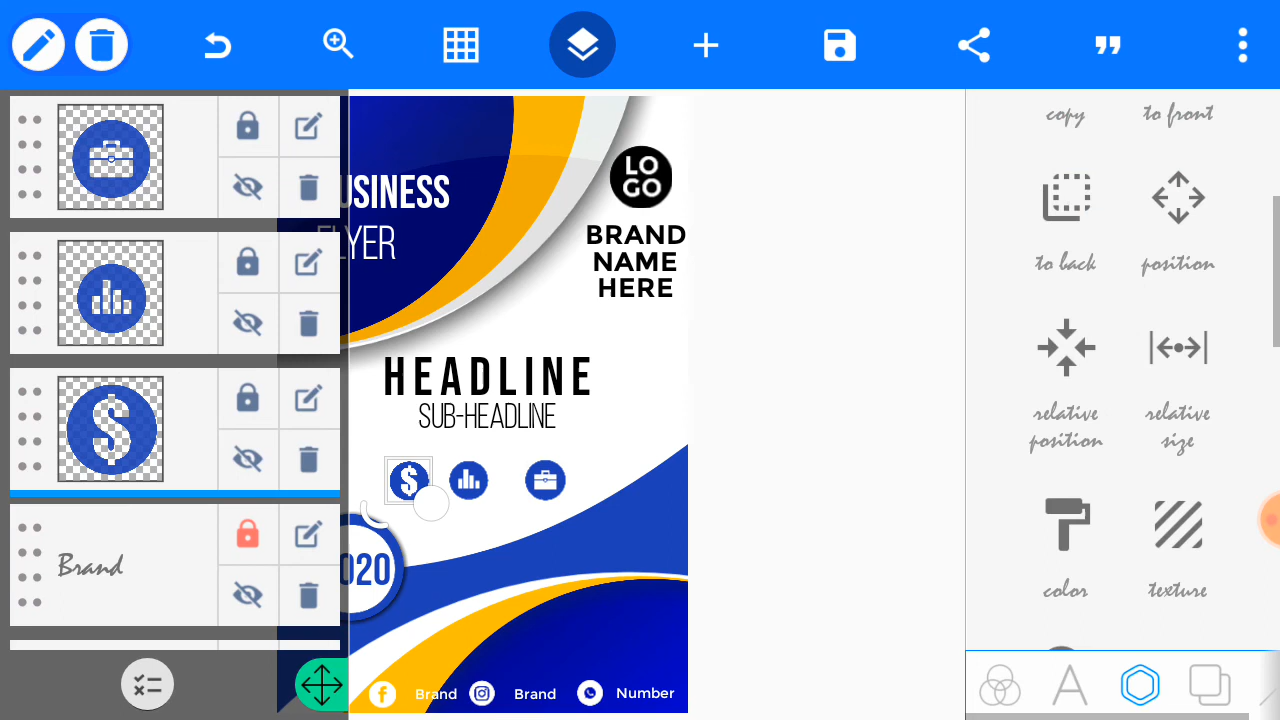 copy
to front
USINESS
FLYER
LO
GO
BRAND
NAME
HERE
to back
position
HEADLINE
SUB-HEADLINE
relative
position
relative
size
$
$
Brand
020
color
texture
Brand
Brand
Number
A